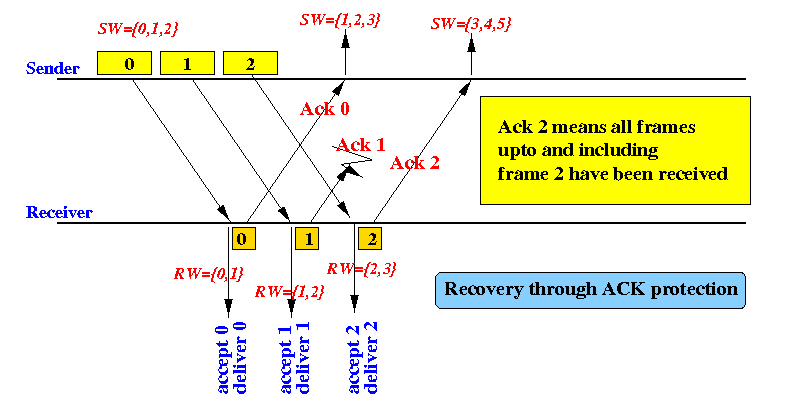 SW={0,1,2}
SW={1,2,3}
SW={3,4,5}
Sender
0
1
2
Ack 0
Ack 1
Ack 2
Ack 2 means all frames
upto and including
frame 2 have been received
Receiver
0
1
2
RW={0,1}
RW={1,2}
RW={2,3}
Recovery through ACK protection
accept 0
deliver 0
accept 1
deliver 1
accept 2
deliver 2